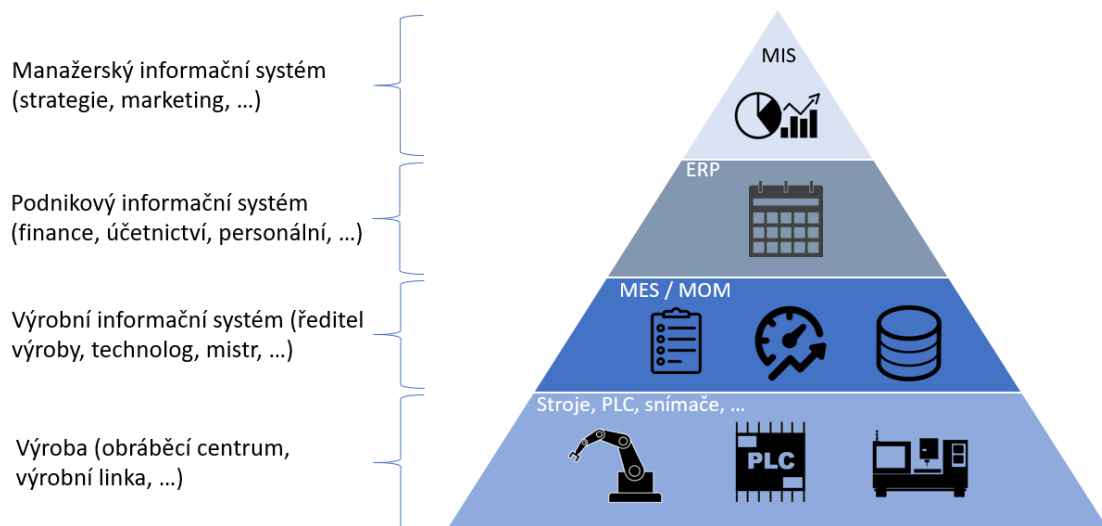 Manažerský informační systém
(strategie, marketing, …)
MIS
Podnikový informační systém
(finance, účetnictví, personální, …)
ERP
Výrobní informační systém (ředitel
výroby, technolog, mistr, …)
MES / MOM
Výroba (obráběcí centrum,
výrobní linka, …)
Stroje, PLC, snímače, …
PLC